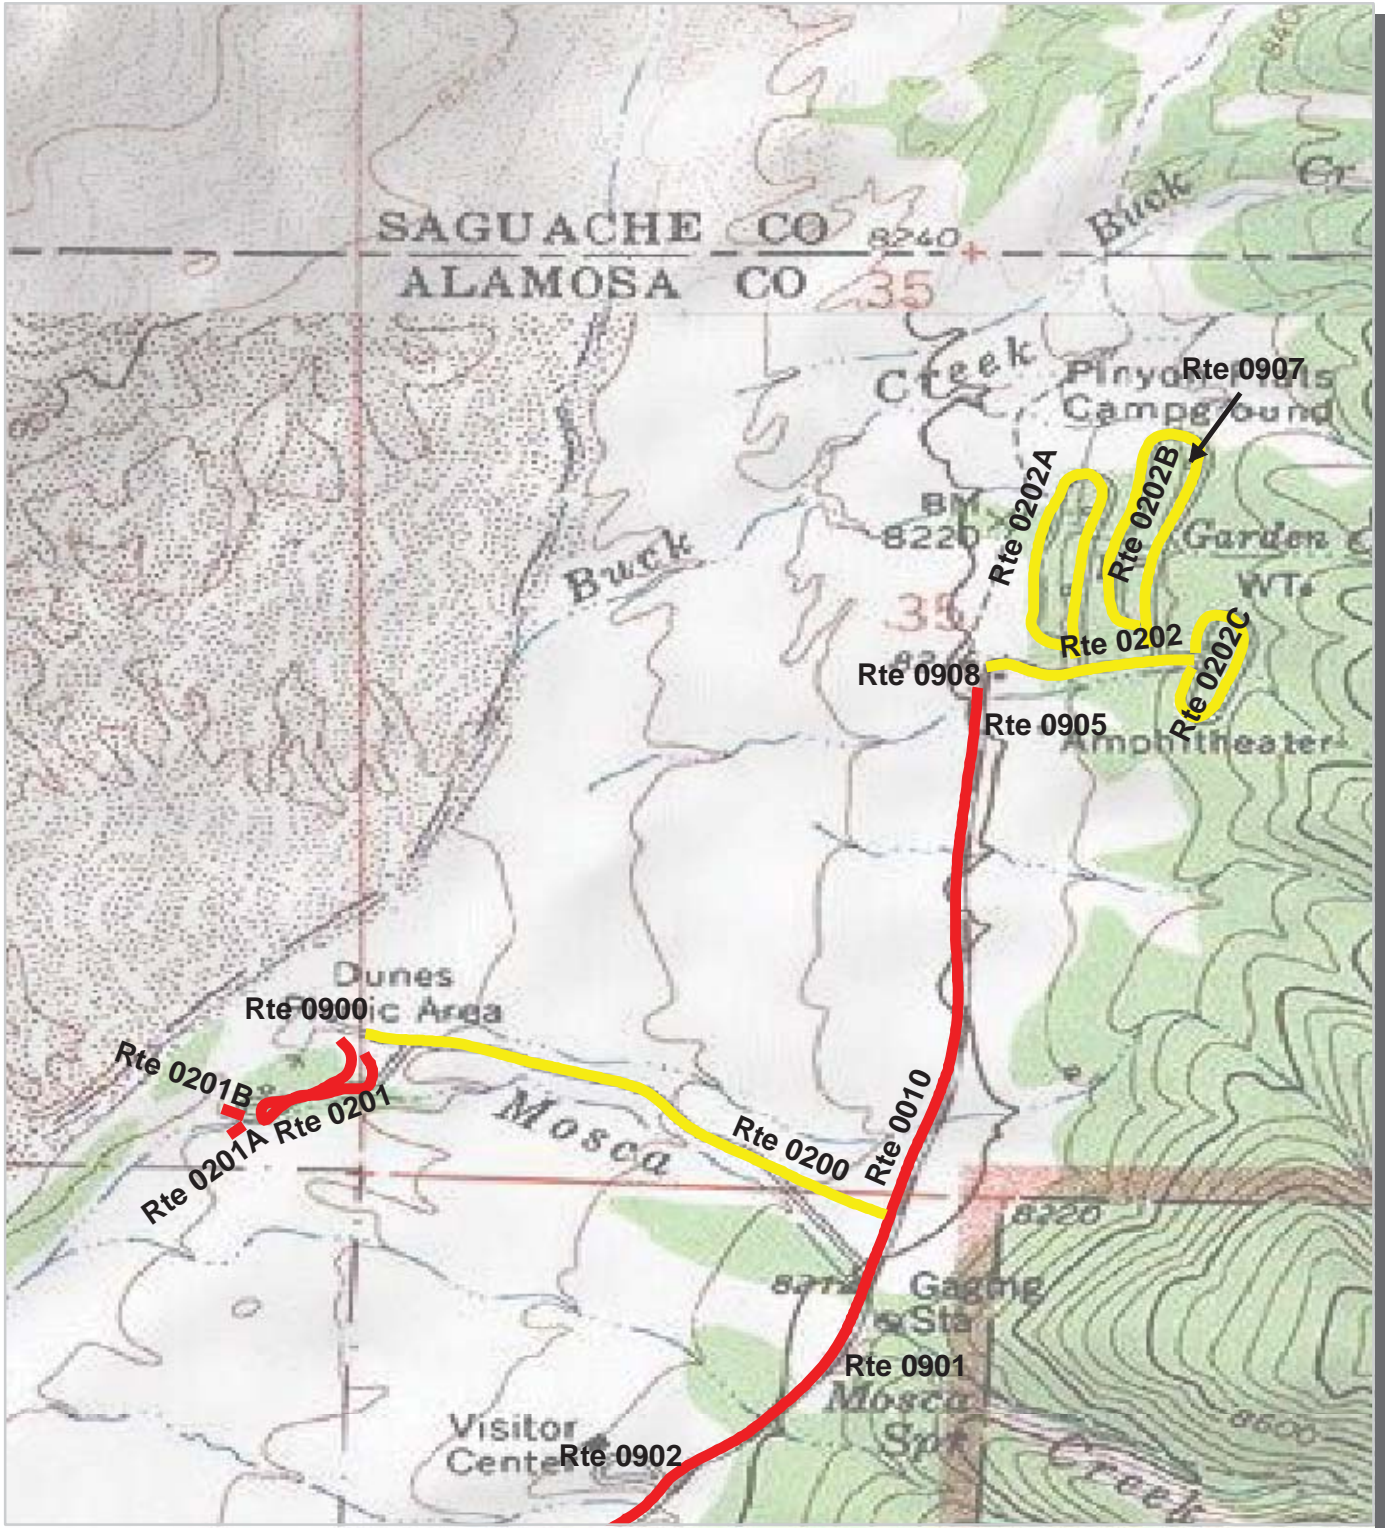 8240
Buck
Cr
SAGUACHE CO
8240
ALAMOSA CO
35
Creek
Rte 0907
Campground
Rte 0202A
Rte 0202B
BM
8220
Garden
Buck
WT
35
Rte 0202
Rte 0202C
Rte 0908
Rte 0905
Amphitheater
Dunes
Rte 0900
Area
Rte 0201B
Rte 0201
Rte 0201A
Mosca
Rte 0200
Rte 0010
8220
Gaging
Sta
Rte 0901
Mosca
Visitor
Center
Rte 0902
Creek
8600